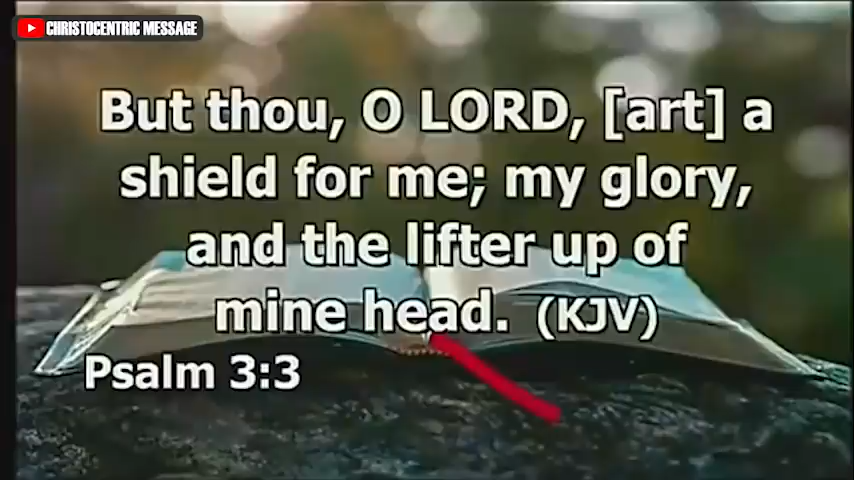 CHRISTOCENTRIC MESSAGE
But thou, O LORD, [art] a
shield for me; my glory,
and the lifter up of
mine head. (KJV)
Psalm 3:3